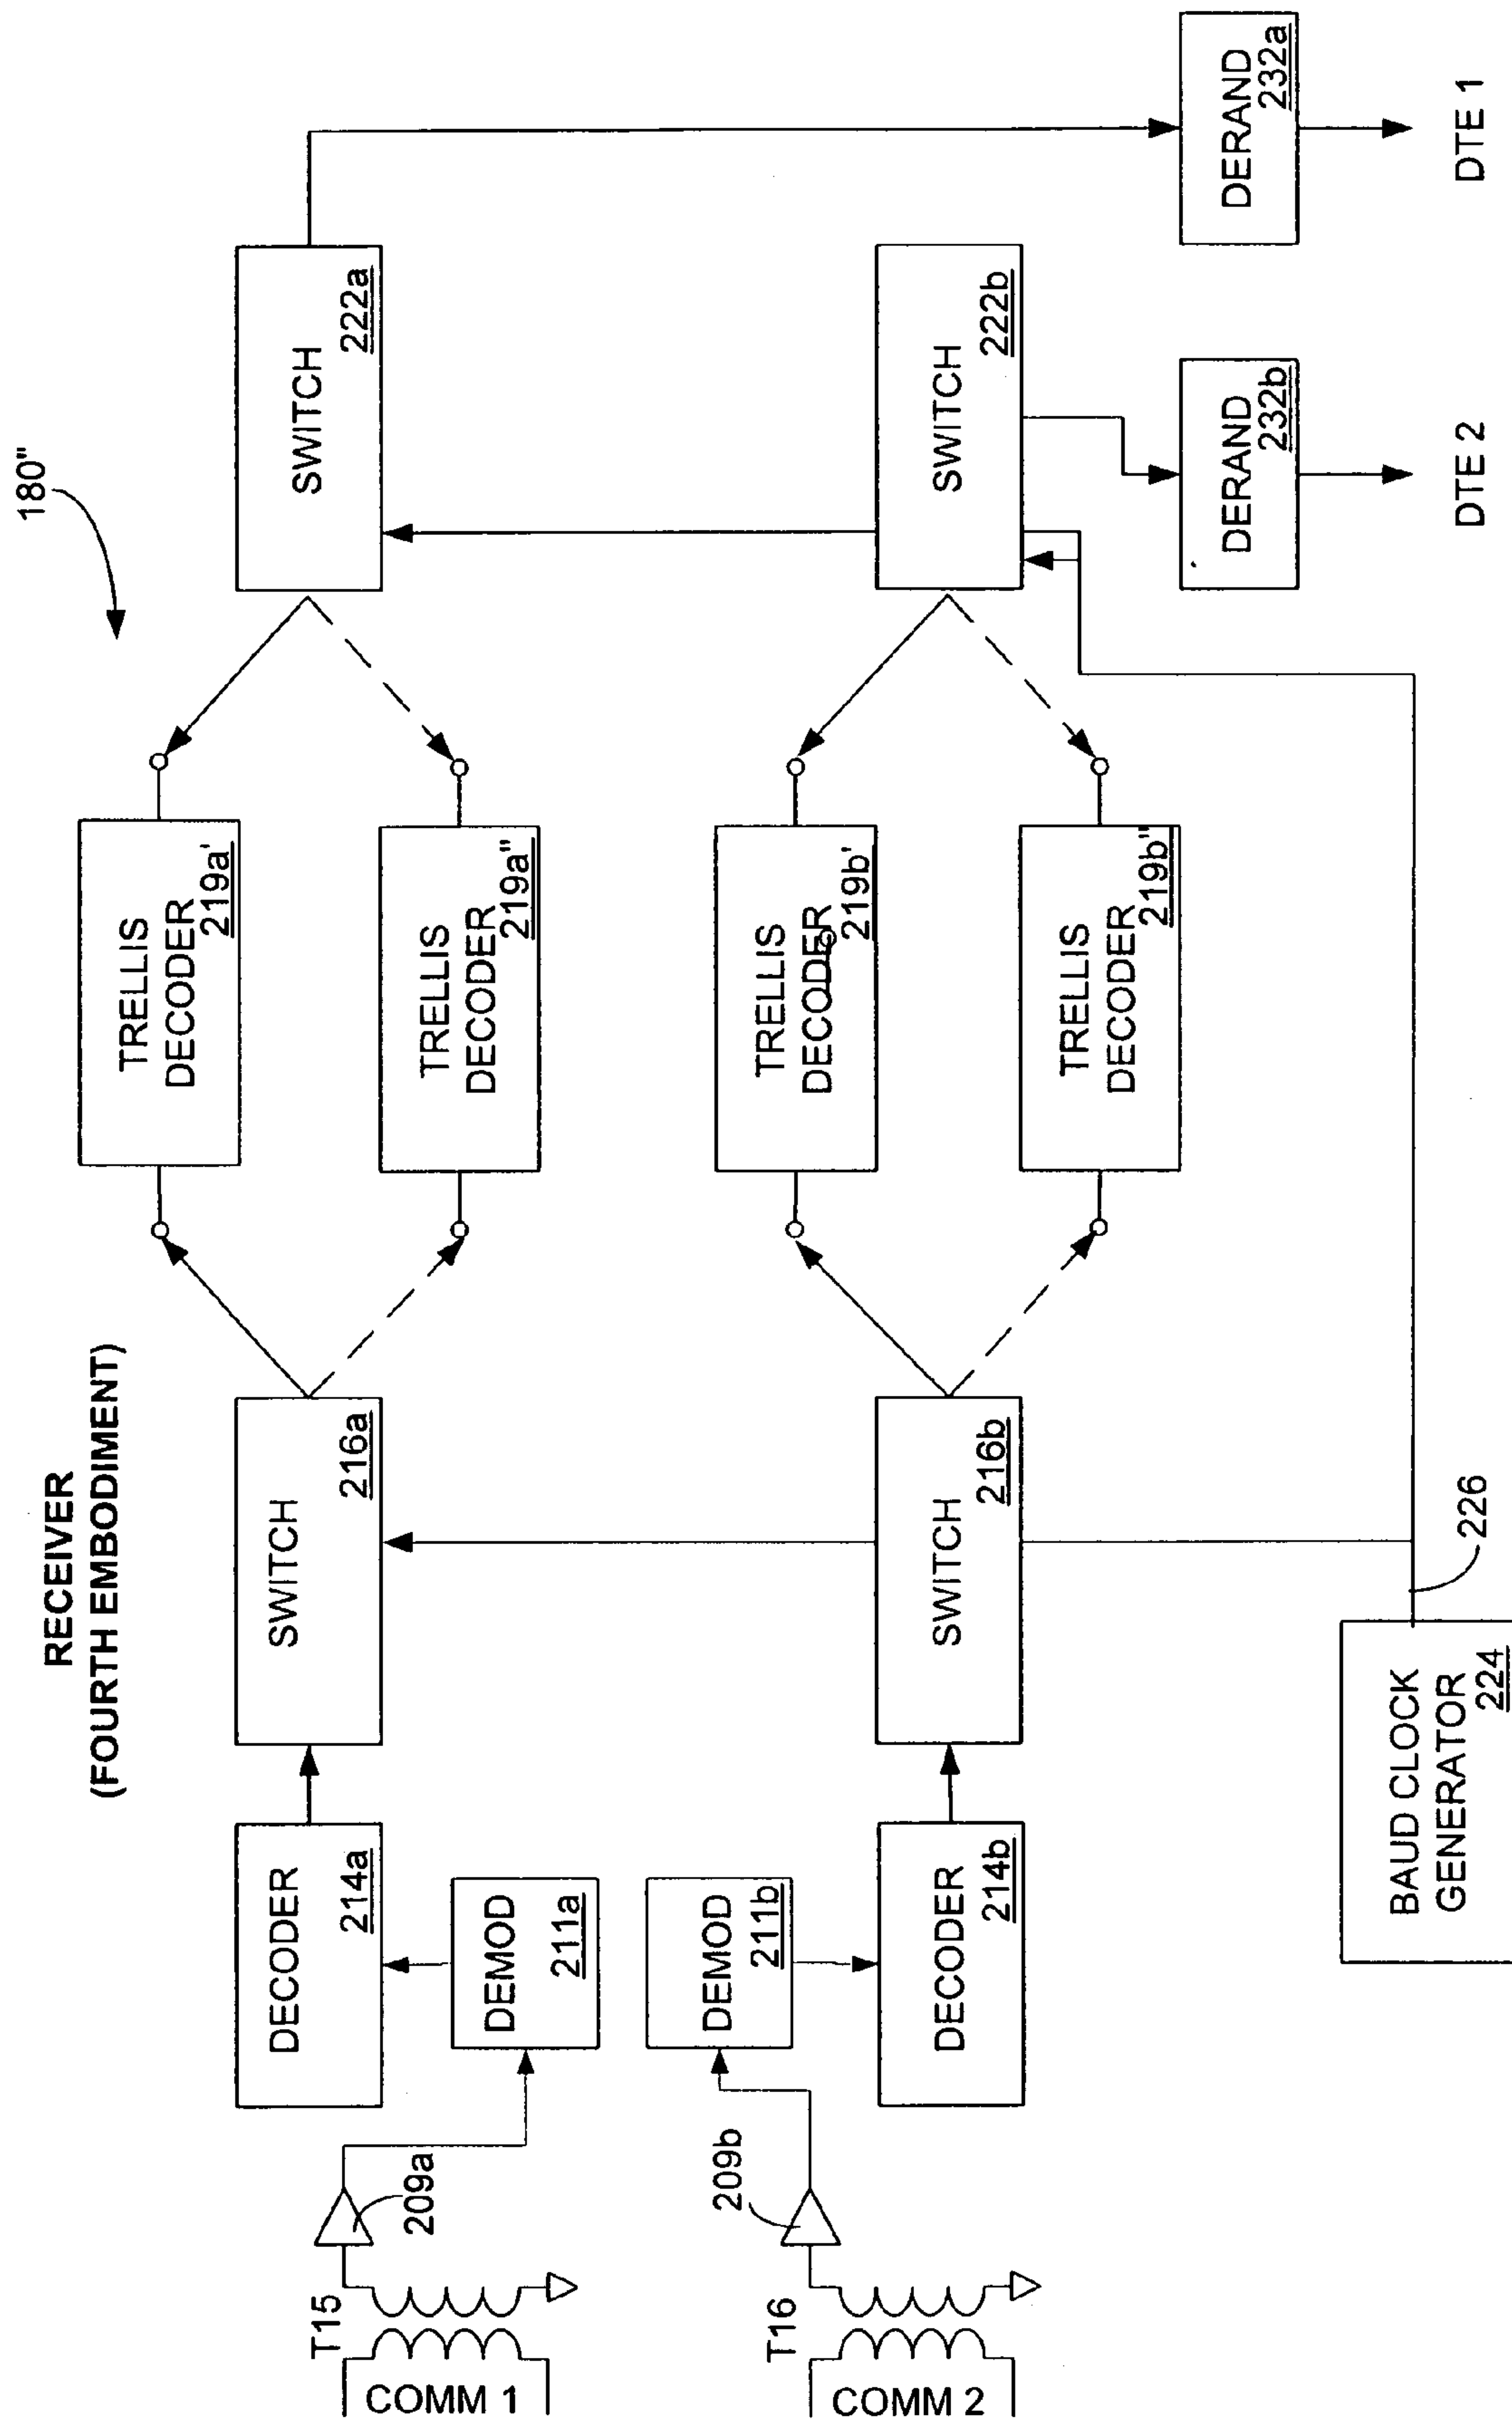 RECEIVER
(FOURTH EMBODIMENT)
180"
COMM 1
T15
209a
DEMOD
211a
DECODER
214a
SWITCH
216a
TRELLIS
DECODER
219a'
TRELLIS
DECODER
219a"
SWITCH
222a
COMM 2
T16
209b
DEMOD
211b
DECODER
214b
SWITCH
216b
TRELLIS
DECODER
219b'
TRELLIS
DECODER
219b"
SWITCH
222b
BAUD CLOCK
GENERATOR
224
226
DERAND
232b
DTE 2
DERAND
232a
DTE 1